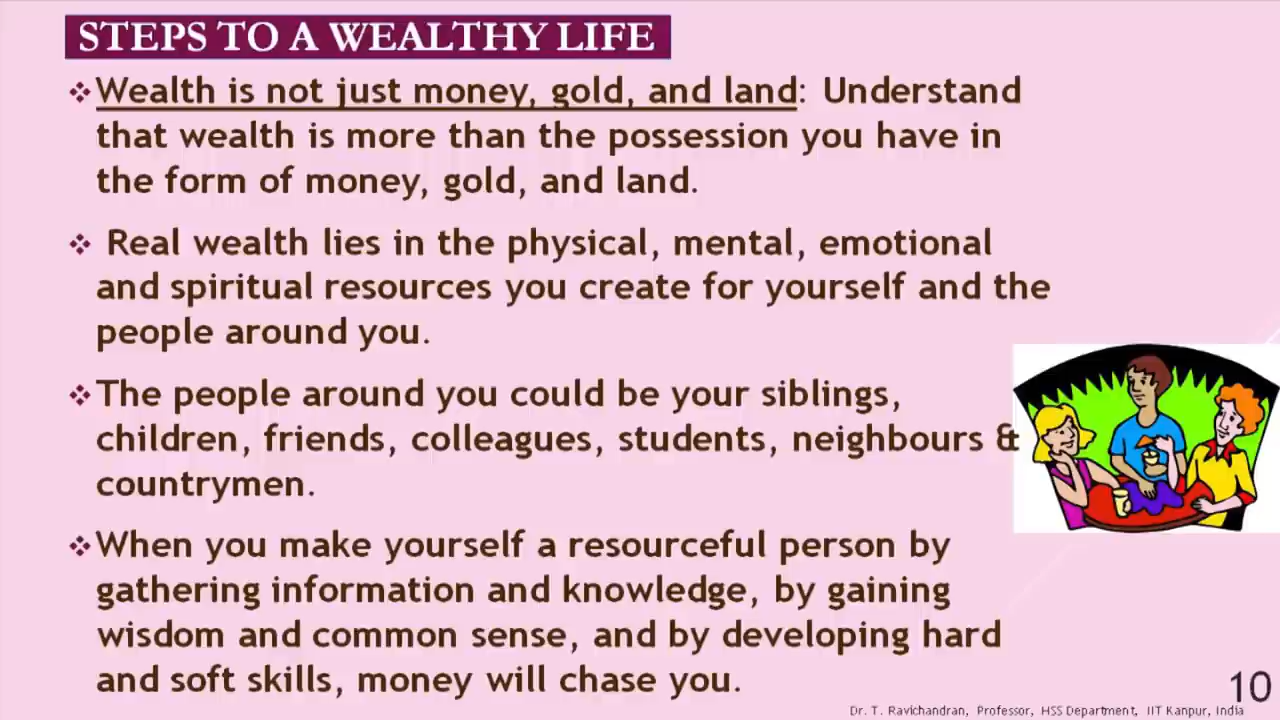 STEPS TO A WEALTHY LIFE
❖Wealth is not just money, gold, and land: Understand
that wealth is more than the possession you have in
the form of money, gold, and land.
❖ Real wealth lies in the physical, mental, emotional
and spiritual resources you create for yourself and the
people around you.
❖The people around you could be your siblings,
children, friends, colleagues, students, neighbours &
countrymen.
❖When you make yourself a resourceful person by
gathering information and knowledge, by gaining
wisdom and common sense, and by developing hard
and soft skills, money will chase you.
10
Dr. T. Ravichandran, Professor, HSS Department, IIT Kanpur, India